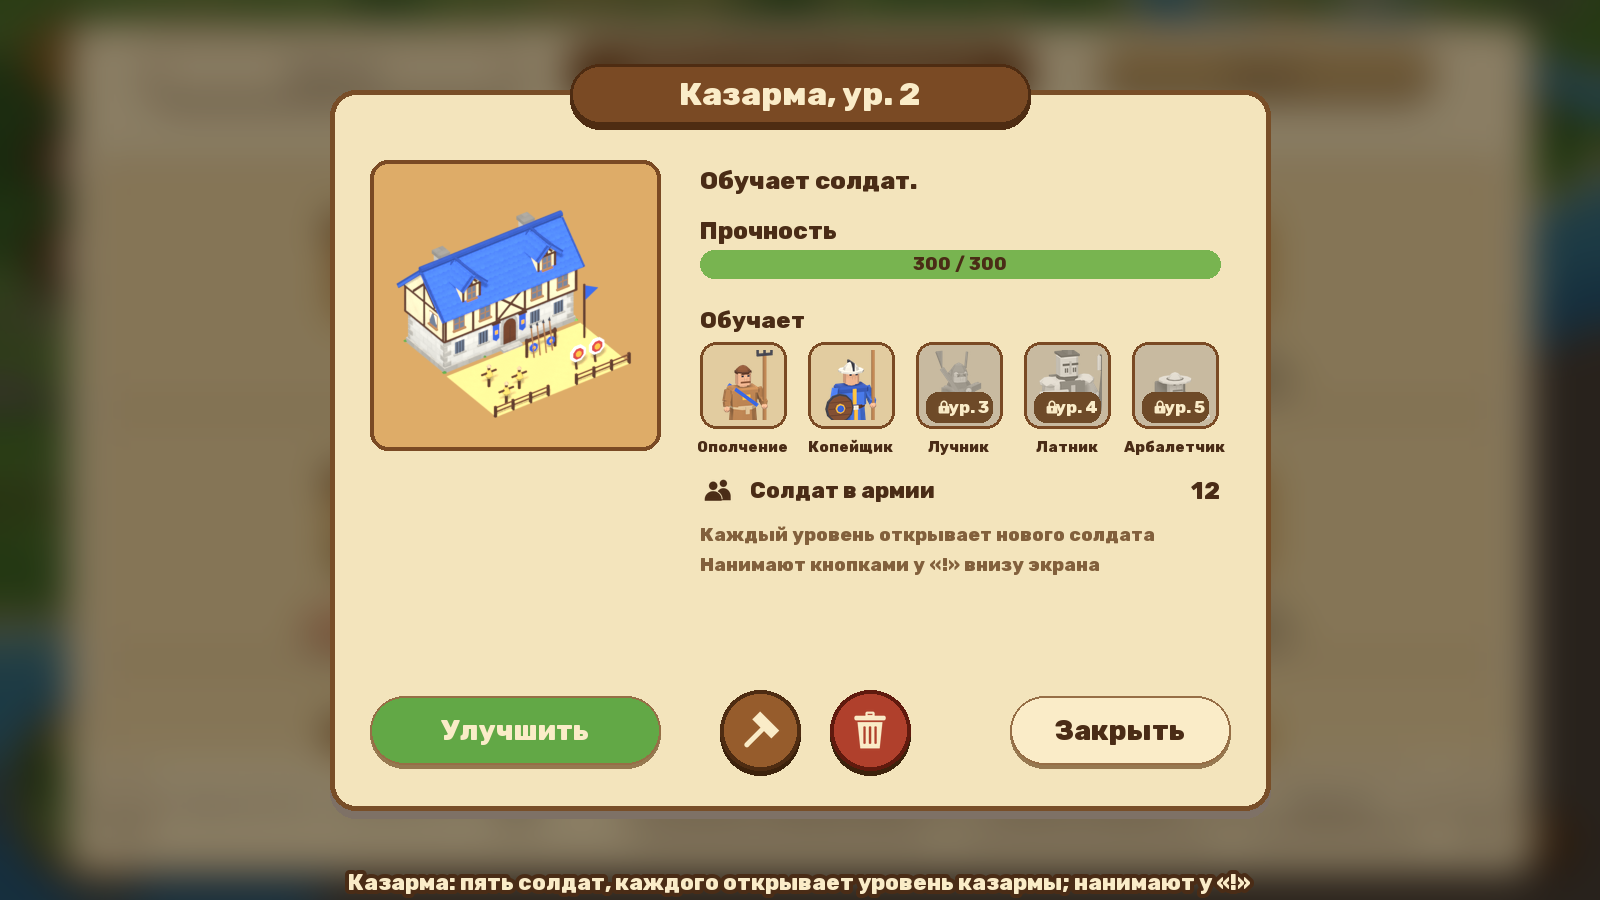 Казарма, ур. 2
Обучает солдат.
Прочность
300 / 300
Обучает
ур. 3
ур. 4
ур. 5
Ополчение
Копейщик
Лучник
Латник
Арбалетчик
Солдат в армии
12
Каждый уровень открывает нового солдата
Нанимают кнопками у «!» внизу экрана
Улучшить
Закрыть
Казарма: пять солдат, каждого открывает уровень казармы; нанимают у «!»